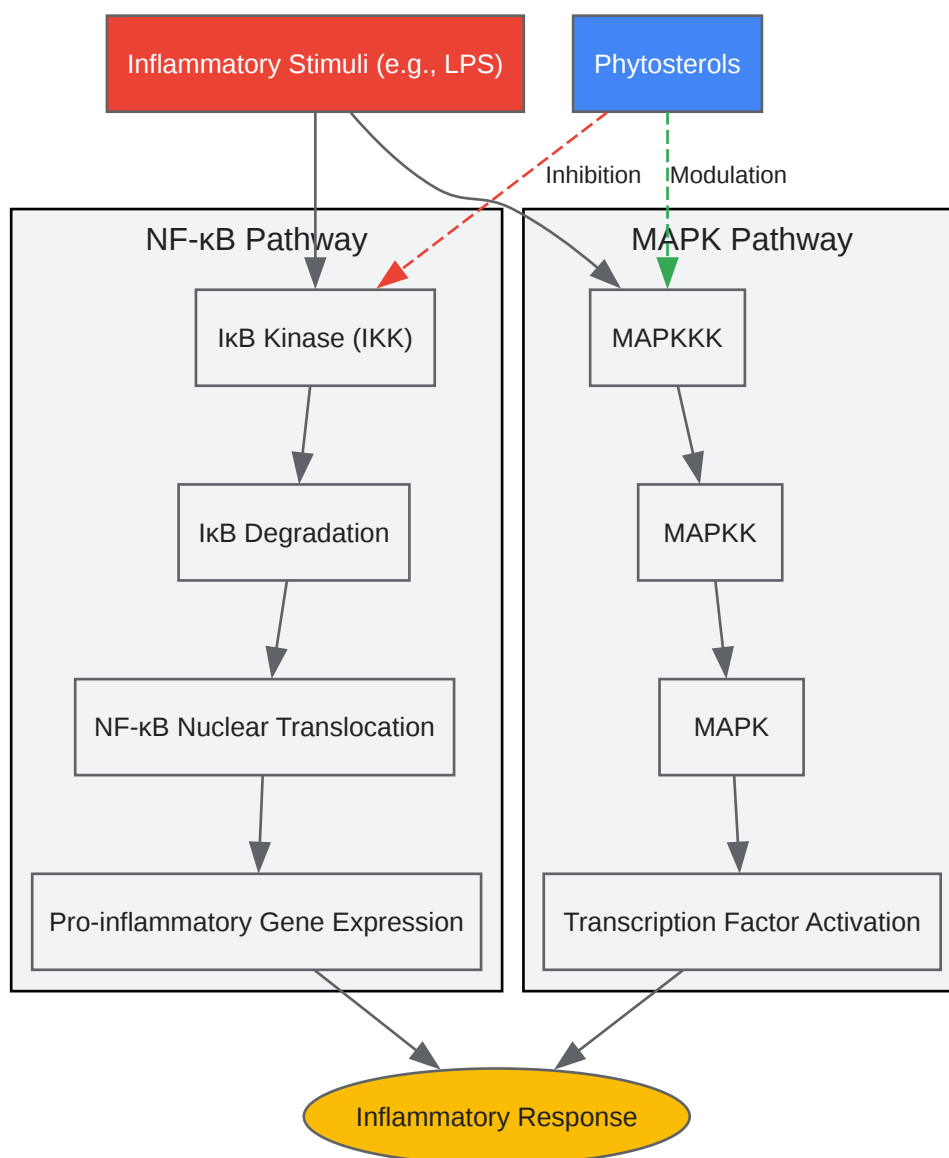 Inflammatory Stimuli (e.g., LPS)
Phytosterols
Inhibition
Modulation
NF-κB Pathway
MAPK Pathway
IκB Kinase (IKK)
MAPKKK
IκB Degradation
MAPKK
NF-κB Nuclear Translocation
MAPK
Pro-inflammatory Gene Expression
Transcription Factor Activation
Inflammatory Response